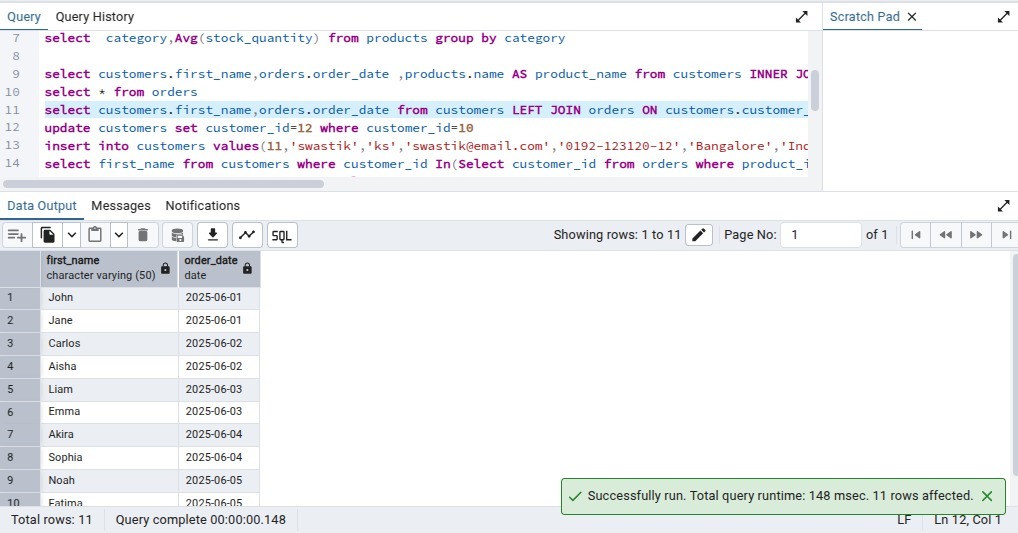 Query Query History Scratch Pad
7 select category,Avg(stock_quantity) from products group by category
8
9 select customers.first_name,orders.order_date ,products.name AS product_name from customers INNER JO
10 select * from orders
11 select customers.first_name,orders.order_date from customers LEFT JOIN orders ON customers.customer_
12 update customers set customer_id=12 where customer_id=10
13 insert into customers values(11,'swastik','ks','swastik@email.com','0192-123120-12','Bangalore','Ind
14 select first_name from customers where customer_id In(Select customer_id from orders where product_i
Data Output Messages Notifications
SQL Showing rows: 1 to 11 Page No: 1 of 1
first_name order_date
character varying (50) date
1 John 2025-06-01
2 Jane 2025-06-01
3 Carlos 2025-06-02
4 Aisha 2025-06-02
5 Liam 2025-06-03
6 Emma 2025-06-03
7 Akira 2025-06-04
8 Sophia 2025-06-04
9 Noah 2025-06-05
10 Fatima 2025-06-05
Successfully run. Total query runtime: 148 msec. 11 rows affected.
Total rows: 11 Query complete 00:00:00.148 LF Ln 12, Col 1